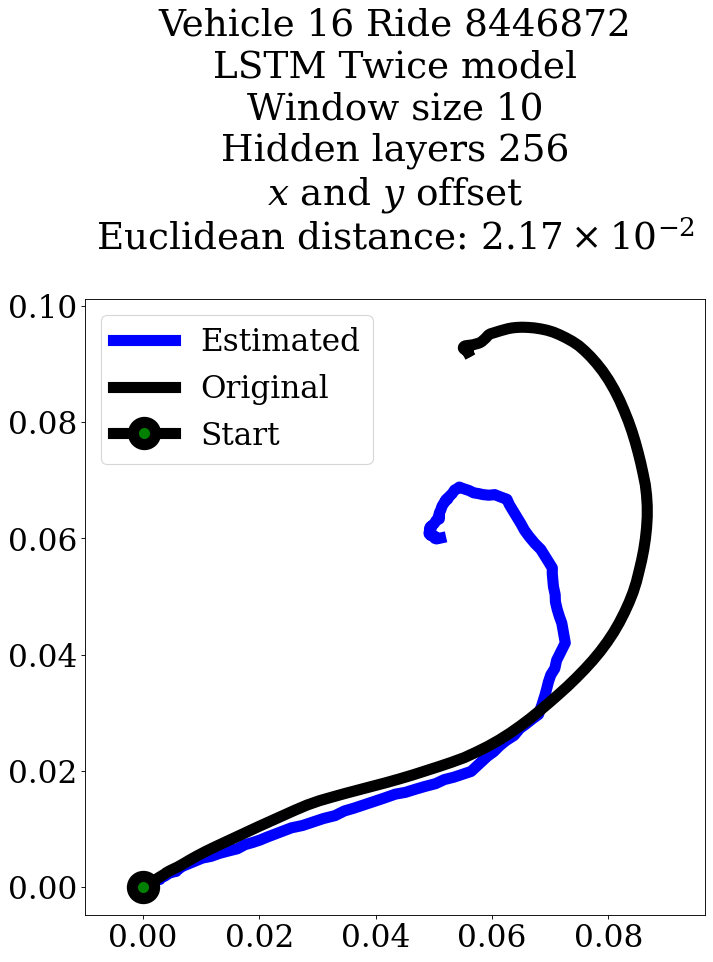 Vehicle 16 Ride 8446872
LSTM Twice model
Window size 10
Hidden layers 256
x and y offset
Euclidean distance: 2.17 × 10⁻²
Estimated
Original
Start
0.10
0.08
0.06
0.04
0.02
0.00
0.00 0.02 0.04 0.06 0.08